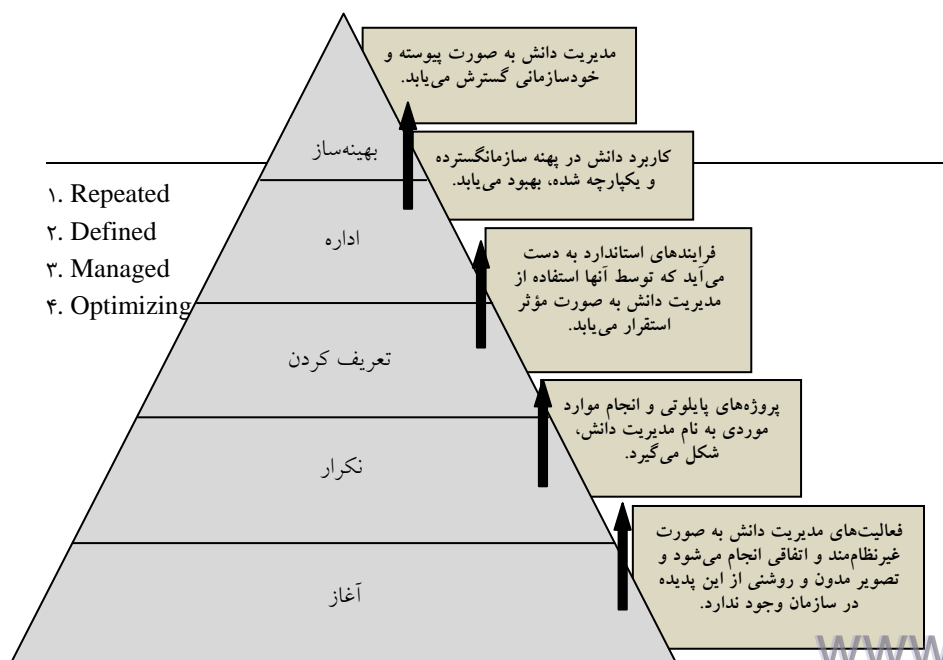 مدیریت دانش به صورت پیوسته و
خودسازمانی گسترش می‌یابد.
بهینه‌ساز
کاربرد دانش در پهنه سازمانگسترده
و یکپارچه شده، بهبود می‌یابد.
۱. Repeated
۲. Defined
۳. Managed
۴. Optimizing
اداره
فرایندهای استاندارد به دست
می‌آید که توسط آنها استفاده از
مدیریت دانش به صورت مؤثر
استقرار می‌یابد.
تعریف کردن
پروژه‌های پایلوتی و انجام موارد
موردی به نام مدیریت دانش،
شکل می‌گیرد.
نکرار
فعالیت‌های مدیریت دانش به صورت
غیرنظام‌مند و اتفاقی انجام می‌شود و
تصویر مدون و روشنی از این پدیده
در سازمان وجود ندارد.
آغاز
www